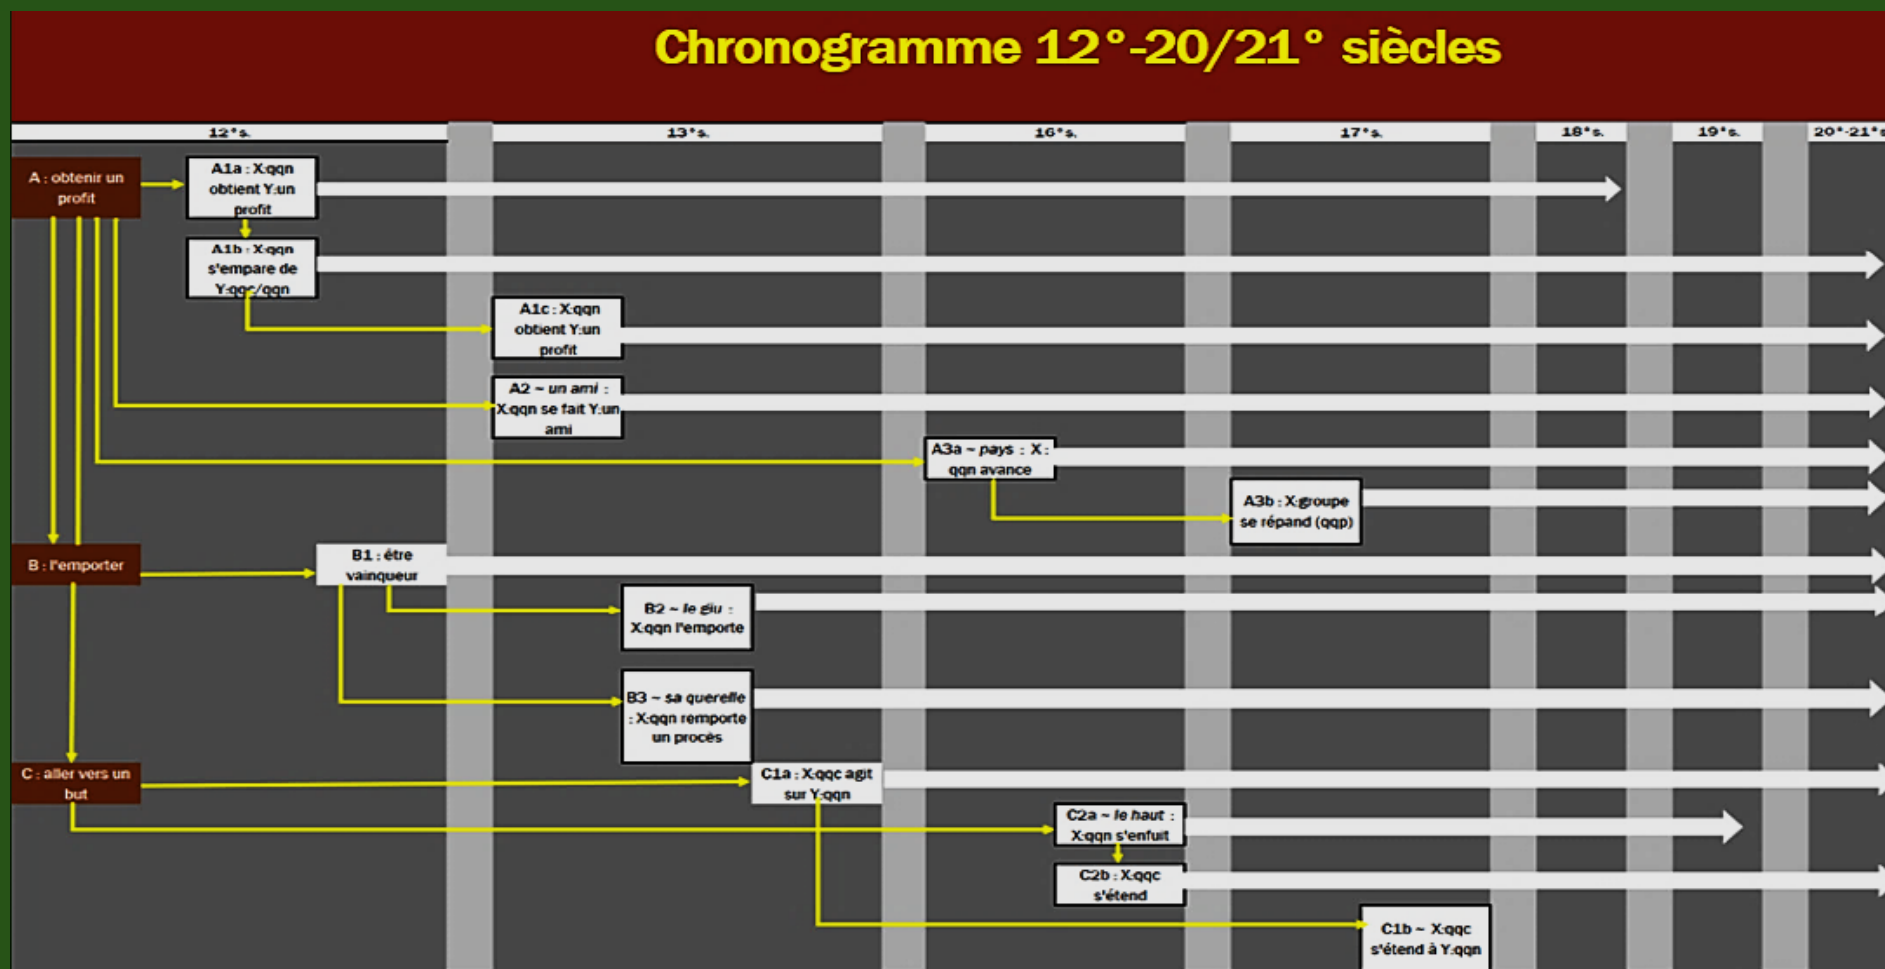 Chronogramme 12°-20/21° siècles
12°s.
13°s.
16°s.
17°s.
18°s.
19°s.
20°-21°s
A : obtenir un
profit
A1a : X:qqn
obtient Y:un
profit
A1b : X:qqn
s'empare de
Y:qqc/qqn
A1c : X:qqn
obtient Y:un
profit
A2 ~ un ami :
X:qqn se fait Y:un
ami
A3a ~ pays : X :
qqn avance
A3b : X:groupe
se répand (qqp)
B : l'emporter
B1 : être
vainqueur
B2 ~ le giu :
X:qqn l'emporte
B3 ~ sa querelle
: X:qqn remporte
un procès
C : aller vers un
but
C1a : X:qqc agit
sur Y:qqn
C2a ~ le haut :
X:qqn s'enfuit
C2b : X:qqc
s'étend
C1b ~ X:qqc
s'étend à Y:qqn